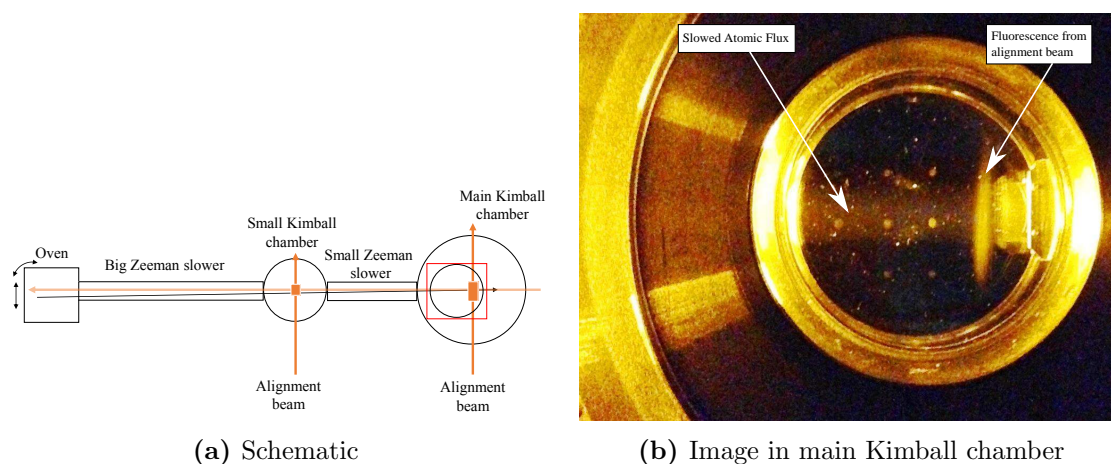 Oven
Big Zeeman slower
Small Kimball
chamber
Small Zeeman
slower
Main Kimball
chamber
Alignment
beam
Alignment
beam
(a) Schematic
Slowed Atomic Flux
Fluorescence from
alignment beam
(b) Image in main Kimball chamber